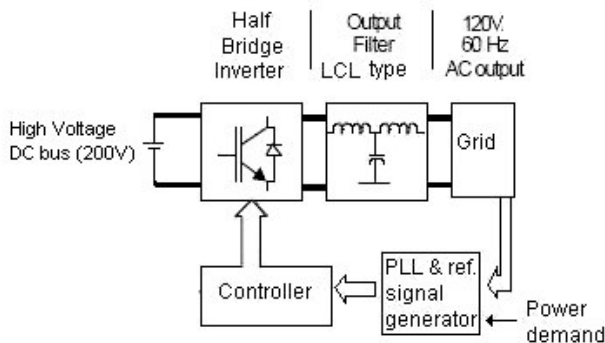 Half
Bridge
Inverter
Output
Filter
LCL type
120V.
60 Hz
AC output
High Voltage
DC bus (200V)
Grid
Controller
PLL & ref.
signal
generator
Power
demand